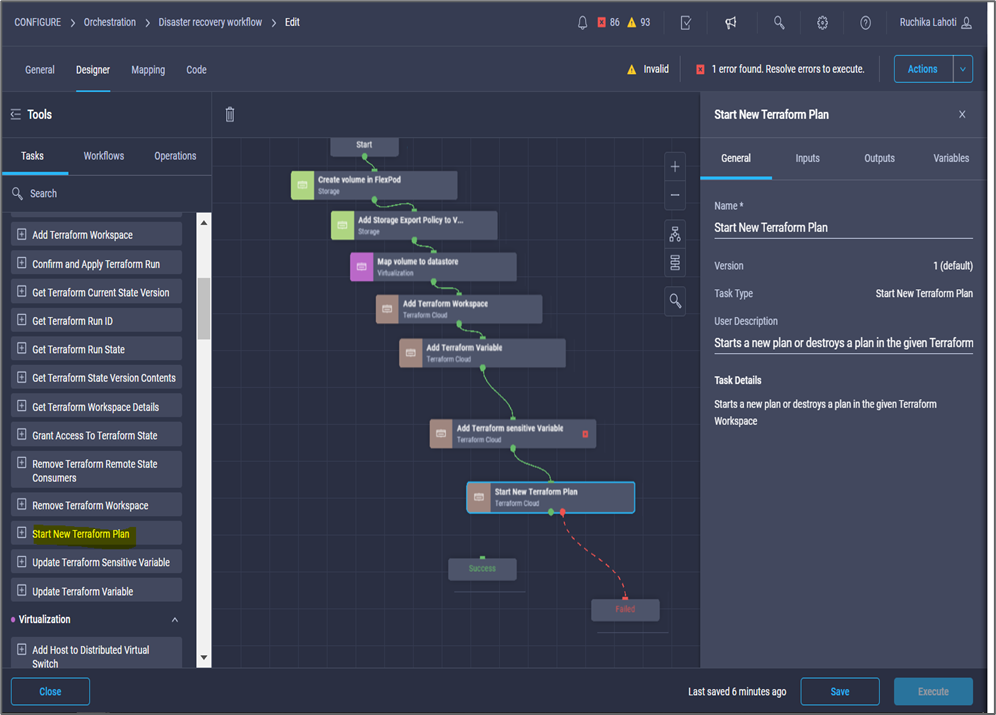 CONFIGURE > Orchestration > Disaster recovery workflow > Edit
86 93
Ruchika Lahoti
General Designer Mapping Code
Invalid
1 error found. Resolve errors to execute.
Actions
Tools
Tasks Workflows Operations
Search
Add Terraform Workspace
Confirm and Apply Terraform Run
Get Terraform Current State Version
Get Terraform Run ID
Get Terraform Run State
Get Terraform State Version Contents
Get Terraform Workspace Details
Grant Access To Terraform State
Remove Terraform Remote State
Consumers
Remove Terraform Workspace
Start New Terraform Plan
Update Terraform Sensitive Variable
Update Terraform Variable
Virtualization
Add Host to Distributed Virtual
Switch
Start
Create volume in FlexPod
Storage
Add Storage Export Policy to V...
Storage
Map volume to datastore
Virtualization
Add Terraform Workspace
Terraform Cloud
Add Terraform Variable
Terraform Cloud
Add Terraform sensitive Variable
Terraform Cloud
Start New Terraform Plan
Terraform Cloud
Success
Failed
Start New Terraform Plan
General Inputs Outputs Variables
Name *
Start New Terraform Plan
Version 1 (default)
Task Type Start New Terraform Plan
User Description
Starts a new plan or destroys a plan in the given Terraform
Task Details
Starts a new plan or destroys a plan in the given Terraform
Workspace
Close
Last saved 6 minutes ago
Save
Execute